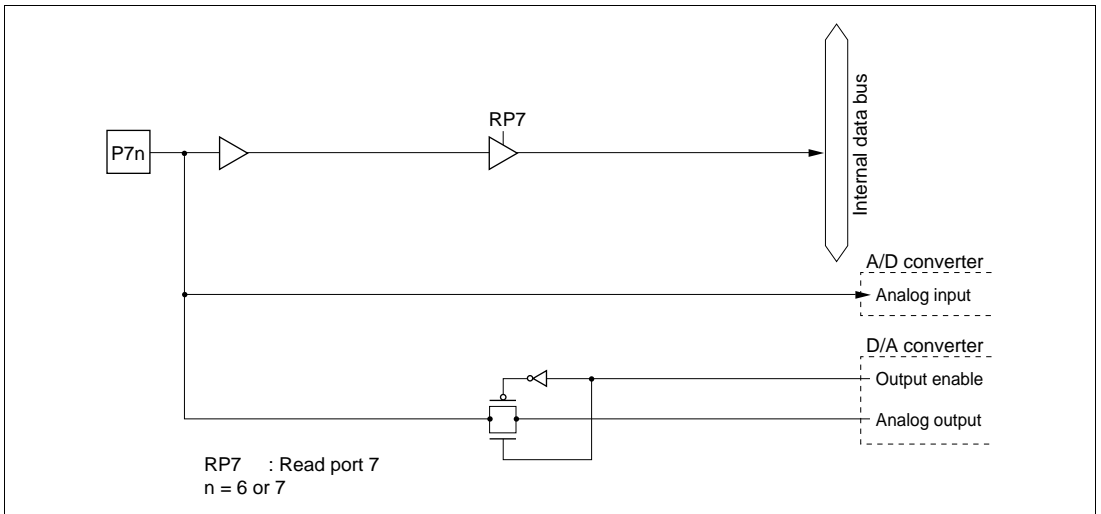 RP7
P7n
Internal data bus
A/D converter
Analog input
D/A converter
Output enable
Analog output
RP7 : Read port 7
n = 6 or 7